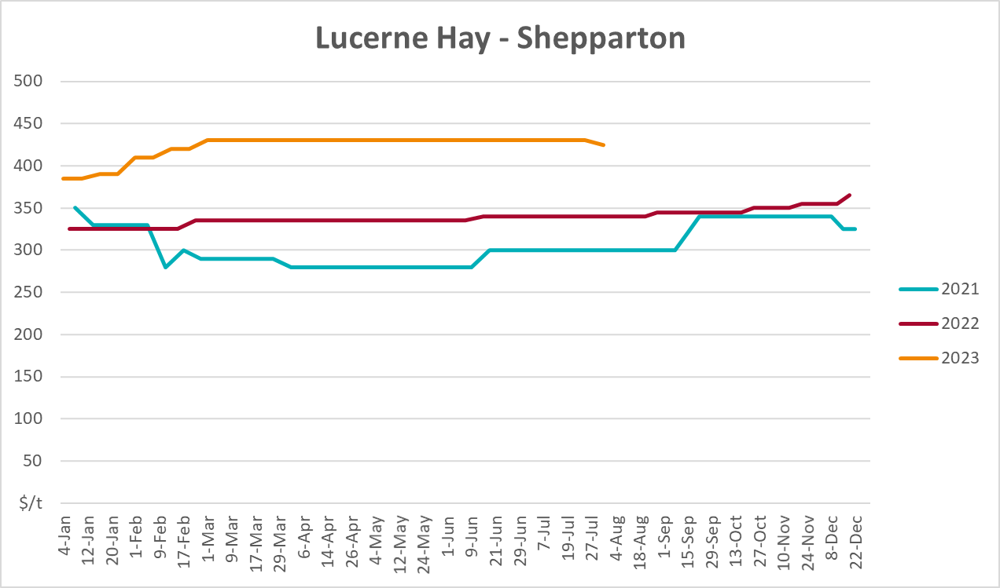 Lucerne Hay - Shepparton
500
450
400
350
300
250
200
150
100
50
$/t
4-Jan
12-Jan
20-Jan
1-Feb
9-Feb
17-Feb
1-Mar
9-Mar
17-Mar
29-Mar
6-Apr
14-Apr
26-Apr
4-May
12-May
24-May
1-Jun
9-Jun
21-Jun
29-Jun
7-Jul
19-Jul
27-Jul
4-Aug
18-Aug
1-Sep
15-Sep
29-Sep
13-Oct
27-Oct
10-Nov
24-Nov
8-Dec
22-Dec
2021
2022
2023